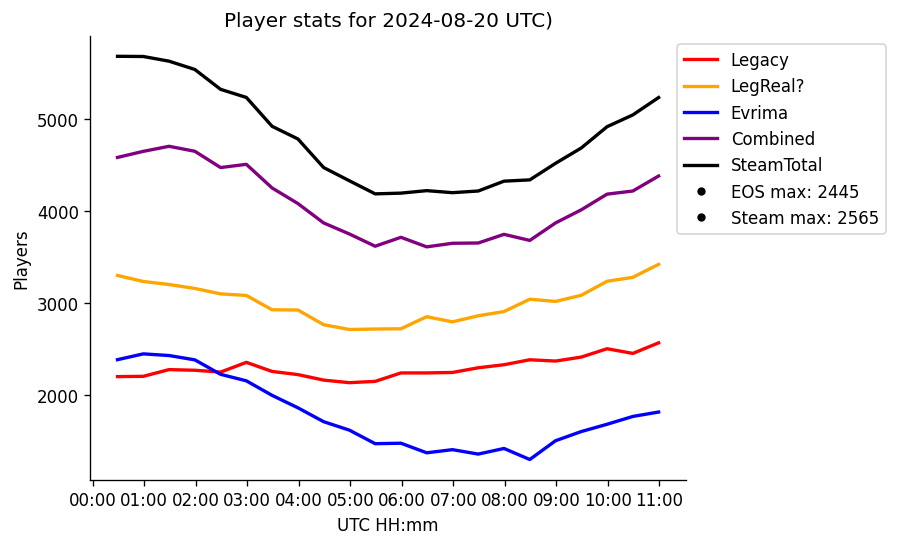 Player stats for 2024-08-20 UTC)
Legacy
LegReal?
Evrima
Combined
SteamTotal
EOS max: 2445
Steam max: 2565
Players
5000
4000
3000
2000
00:00 01:00 02:00 03:00 04:00 05:00 06:00 07:00 08:00 09:00 10:00 11:00
UTC HH:mm